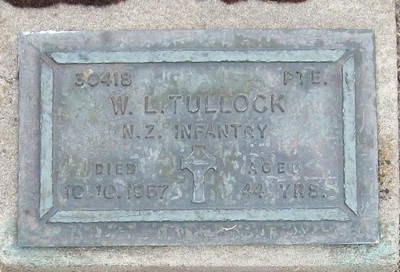 30418 PTE.
W. L. TULLOCK
N.Z. INFANTRY
DIED AGED
10.10.1957 44 YRS.